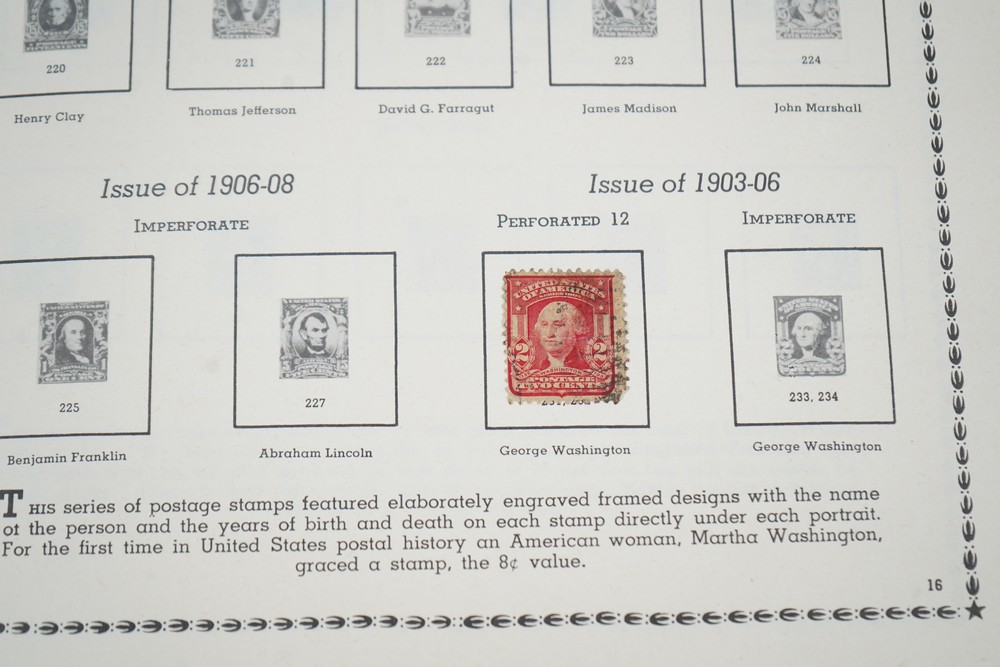 220
221
222
223
224
Henry Clay
Thomas Jefferson
David G. Farragut
James Madison
John Marshall
Issue of 1906-08
Issue of 1903-06
IMPERFORATE
PERFORATED 12
IMPERFORATE
UNITED STATES
OF AMERICA
2 2
WASHINGTON
POSTAGE
TWO CENTS
225
227
233, 234
Benjamin Franklin
Abraham Lincoln
George Washington
George Washington
THIS series of postage stamps featured elaborately engraved framed designs with the name
of the person and the years of birth and death on each stamp directly under each portrait.
For the first time in United States postal history an American woman, Martha Washington,
graced a stamp, the 8¢ value.
16